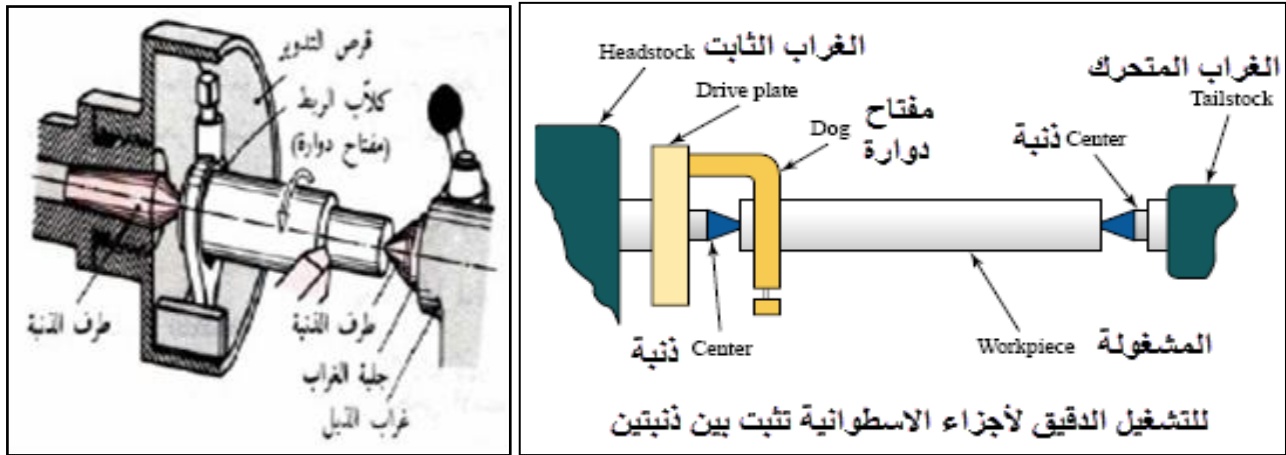 قرص التدوير
كلاّب الربط
(مفتاح دوارة)
طرف الذنبة
طرف الذنبة
جلبة الغراب
غراب الذيل
Headstock الغراب الثابت
Drive plate
Dog مفتاح
دوارة
الغراب المتحرك
Tailstock
ذنبة Center
ذنبة Center
Workpiece المشغولة
للتشغيل الدقيق لأجزاء الاسطوانية تثبت بين ذنبتين